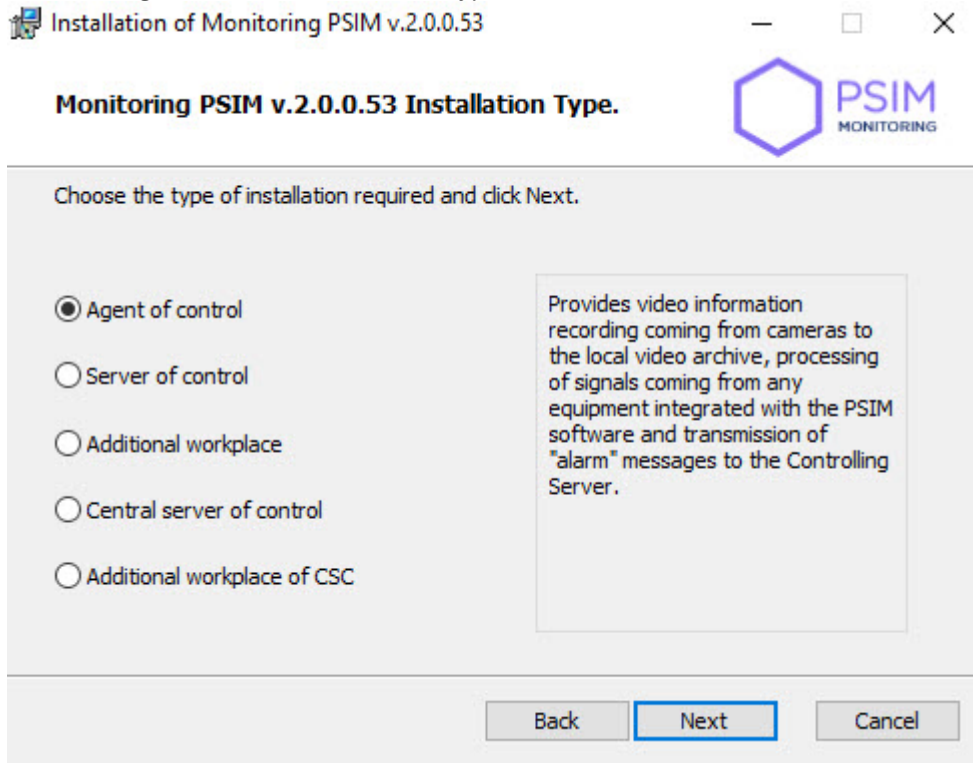 Installation of Monitoring PSIM v.2.0.0.53
Monitoring PSIM v.2.0.0.53 Installation Type.
PSIM
MONITORING
Choose the type of installation required and click Next.
Agent of control
Server of control
Additional workplace
Central server of control
Additional workplace of CSC
Provides video information
recording coming from cameras to
the local video archive, processing
of signals coming from any
equipment integrated with the PSIM
software and transmission of
"alarm" messages to the Controlling
Server.
Back
Next
Cancel